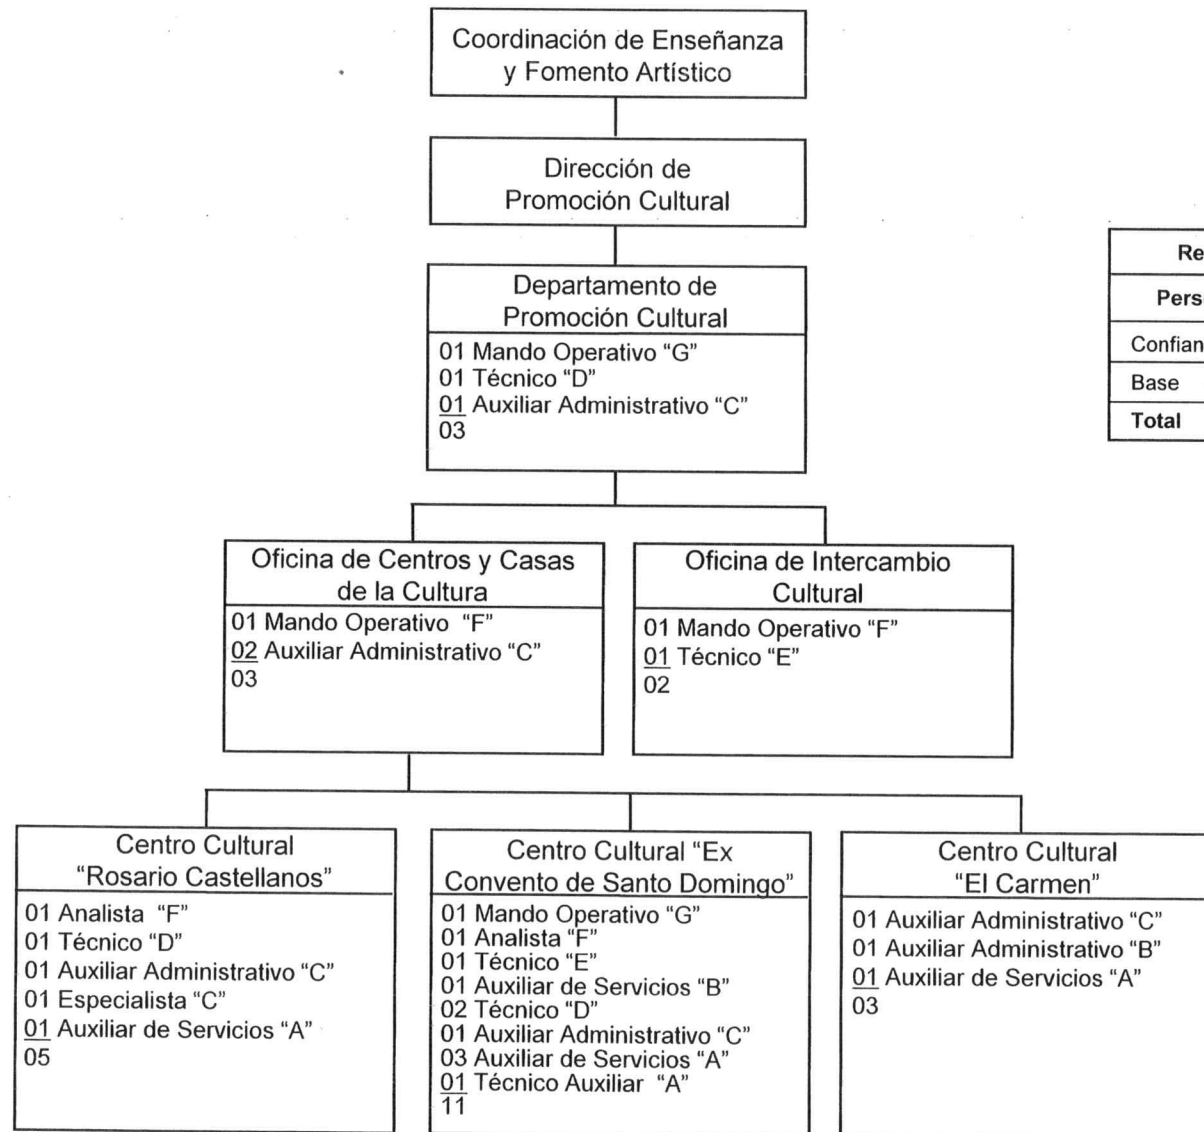 Coordinación de Enseñanza
y Fomento Artístico
Dirección de
Promoción Cultural
Departamento de
Promoción Cultural
01 Mando Operativo “G”
01 Técnico “D”
01 Auxiliar Administrativo “C”
03
Re
Pers
Confian
Base
Total
Oficina de Centros y Casas
de la Cultura
01 Mando Operativo “F”
02 Auxiliar Administrativo “C”
03
Oficina de Intercambio
Cultural
01 Mando Operativo “F”
01 Técnico “E”
02
Centro Cultural
“Rosario Castellanos”
01 Analista “F”
01 Técnico “D”
01 Auxiliar Administrativo “C”
01 Especialista “C”
01 Auxiliar de Servicios “A”
05
Centro Cultural “Ex
Convento de Santo Domingo”
01 Mando Operativo “G”
01 Analista “F”
01 Técnico “E”
01 Auxiliar de Servicios “B”
02 Técnico “D”
01 Auxiliar Administrativo “C”
03 Auxiliar de Servicios “A”
01 Técnico Auxiliar “A”
11
Centro Cultural
“El Carmen”
01 Auxiliar Administrativo “C”
01 Auxiliar Administrativo “B”
01 Auxiliar de Servicios “A”
03